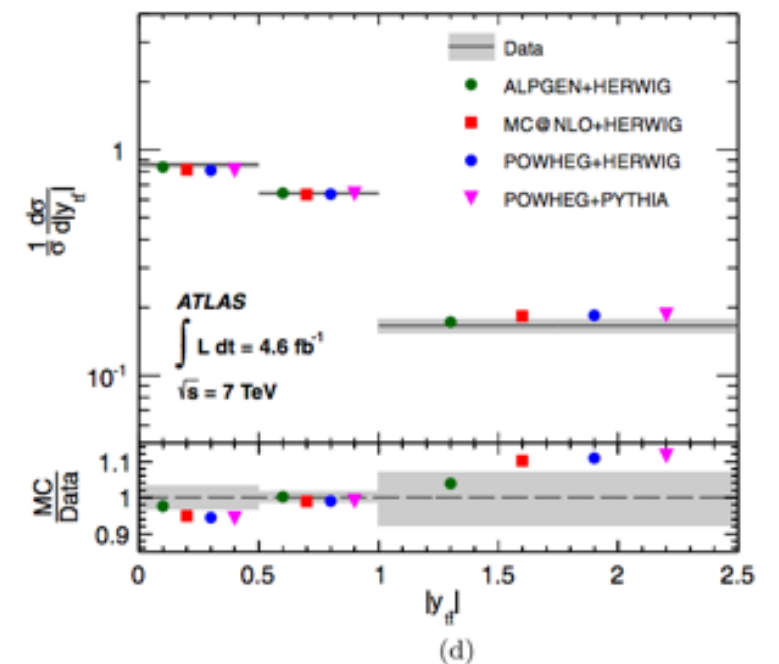 Data
ALPGEN+HERWIG
MC@NLO+HERWIG
POWHEG+HERWIG
POWHEG+PYTHIA
1
10⁻¹
1/σ dσ/d|y_tt̄|
ATLAS
∫ L dt = 4.6 fb⁻¹
√s = 7 TeV
MC/Data
1.1
1
0.9
0 0.5 1 1.5 2 2.5
|y_tt̄|
(d)